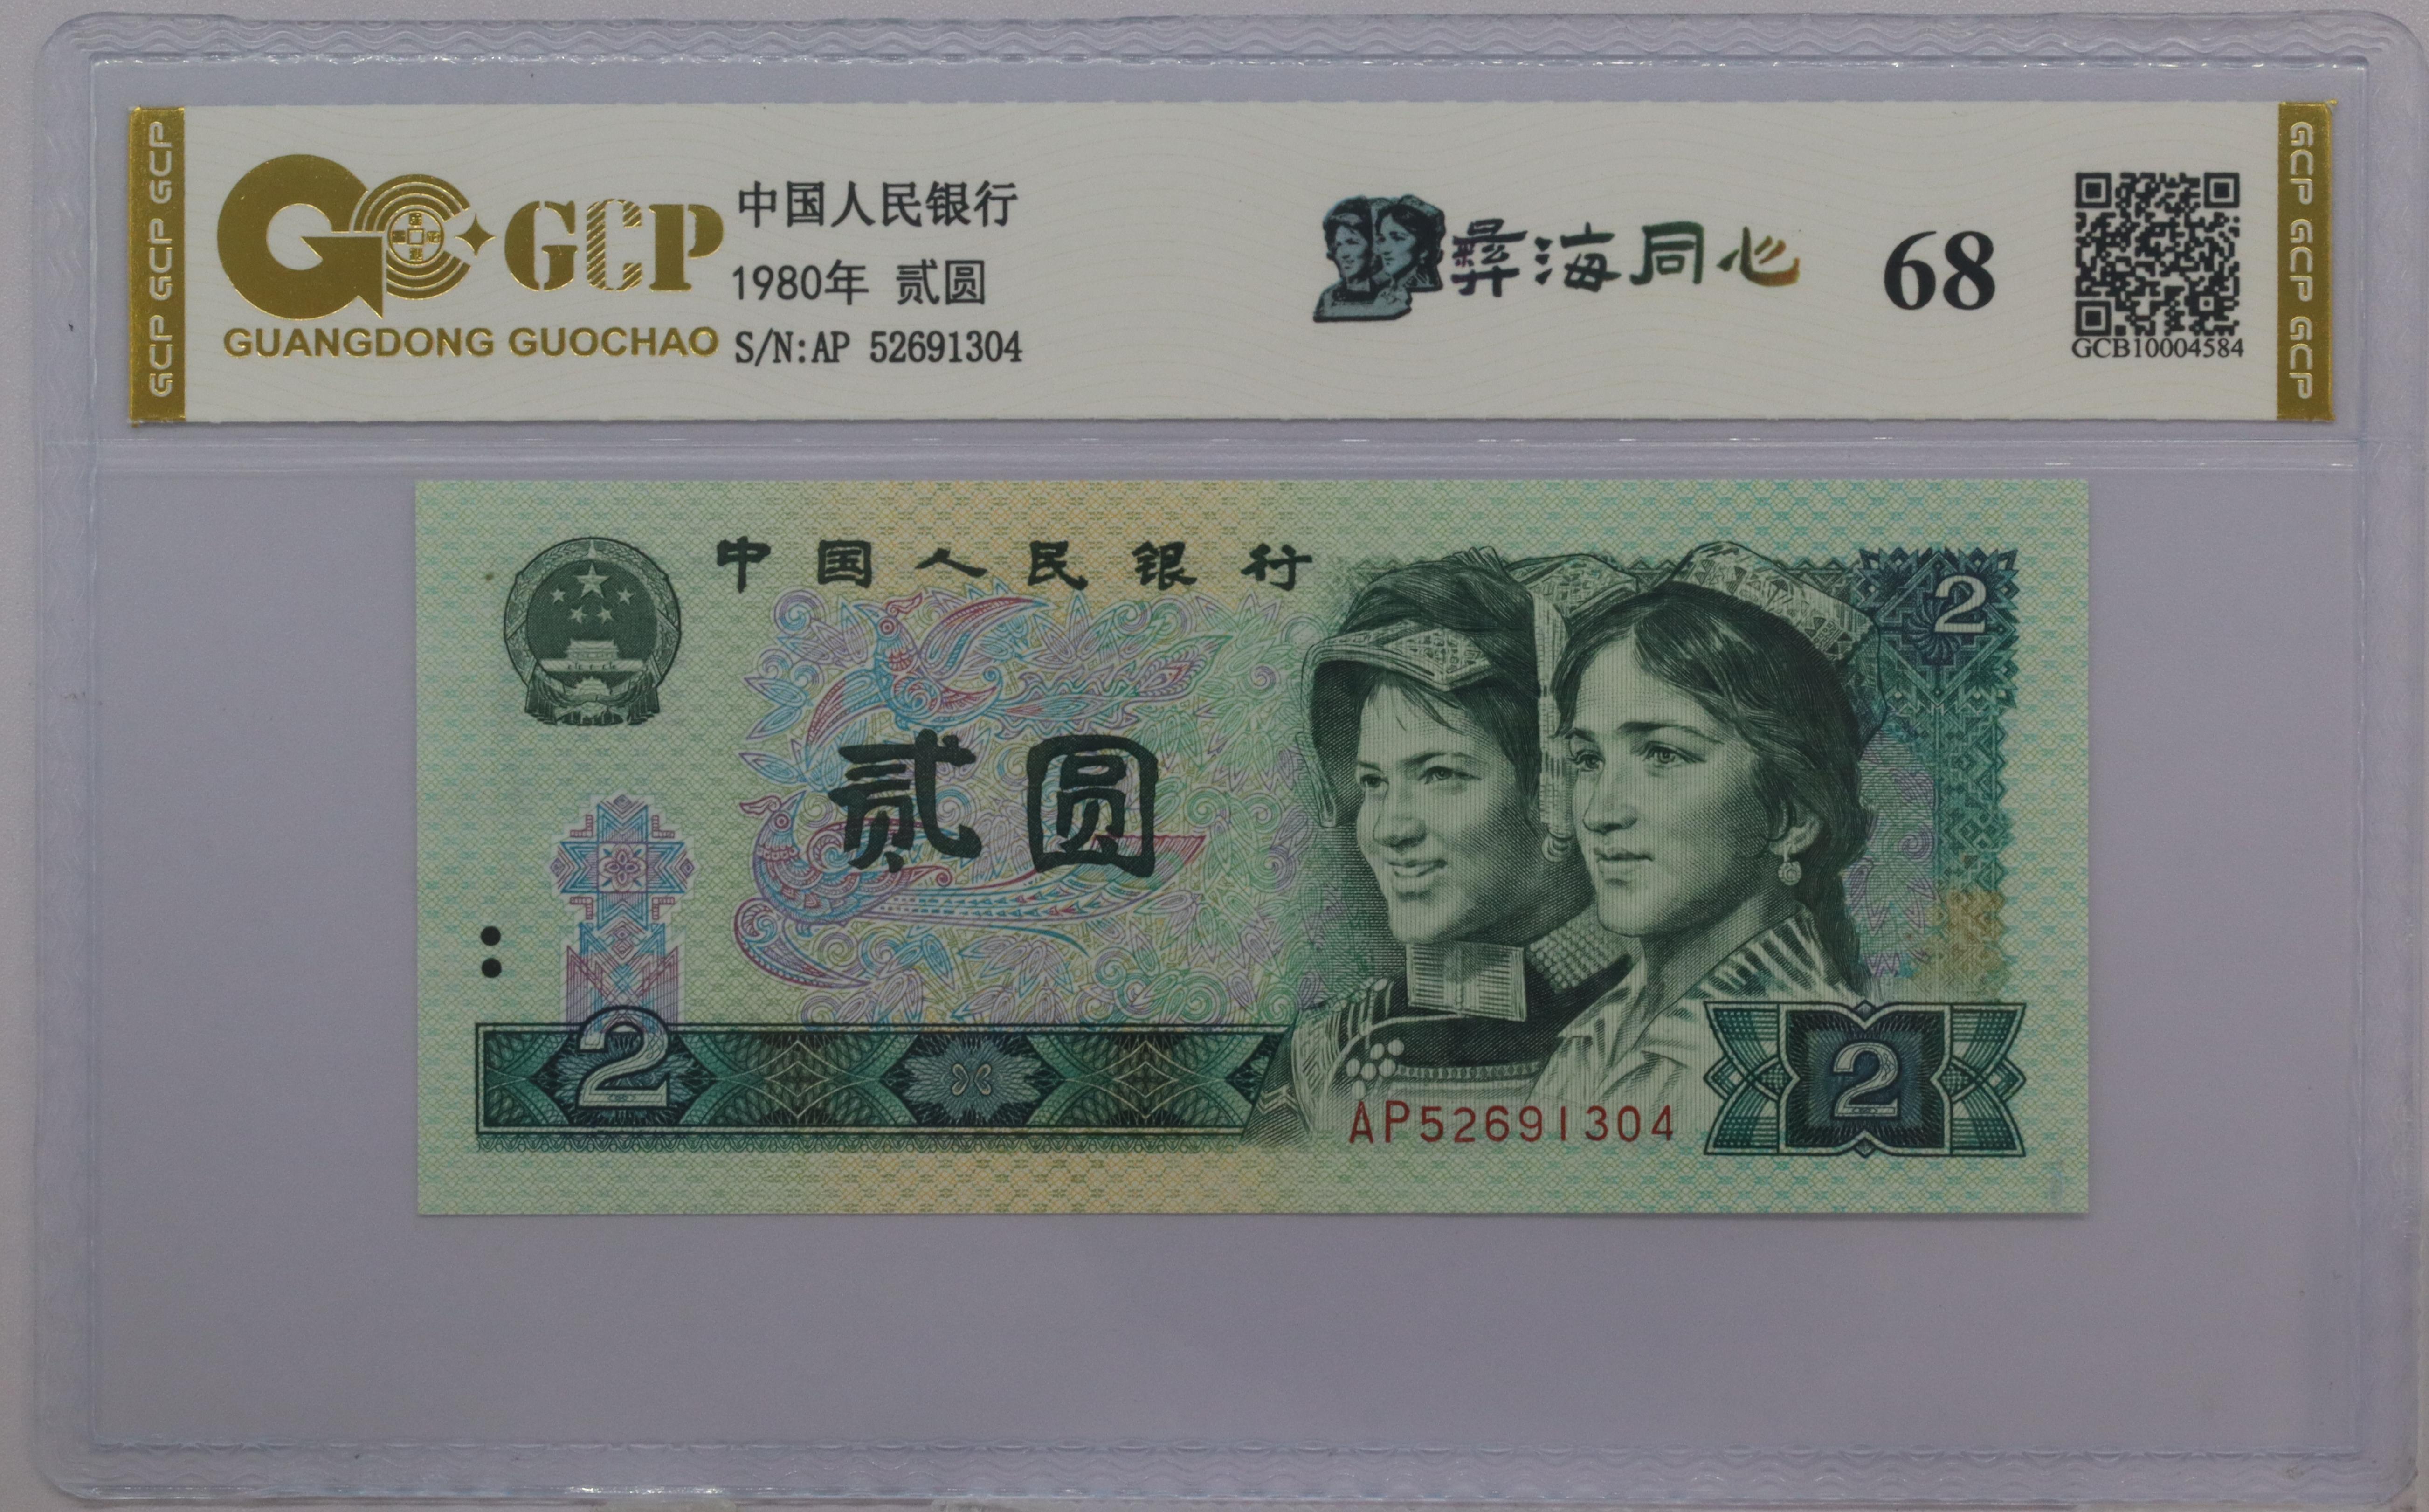 GCP GCP GCP
GCP
GUANGDONG GUOCHAO
中国人民银行
1980年 贰圆
S/N:AP 52691304
彝海同心
68
GCB10004584
GCP GCP GCP
中国人民银行
2
贰圆
2
AP52691304
2